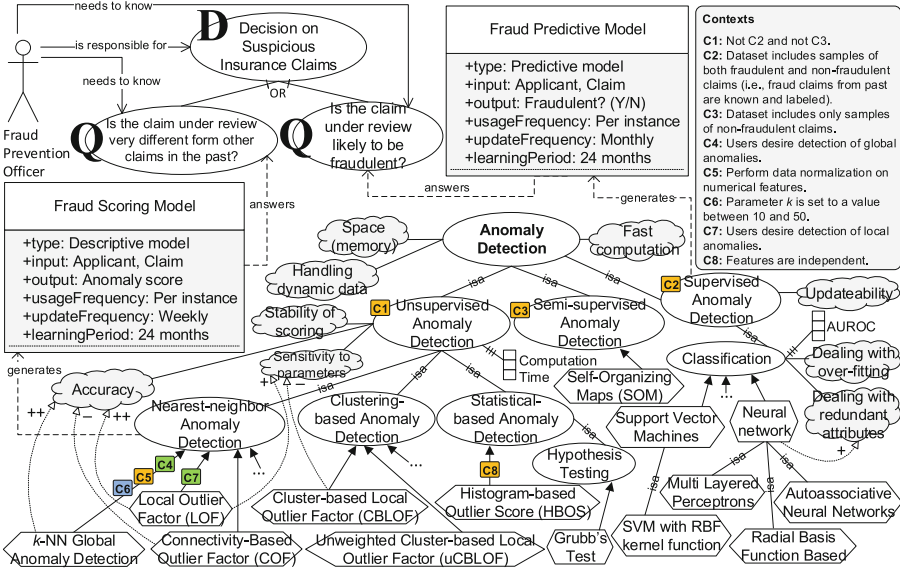 needs to know
is responsible for
needs to know
Fraud
Prevention
Officer
D
Decision on
Suspicious
Insurance Claims
OR
Q
Is the claim under review
very different form other
claims in the past?
Q
Is the claim
under review
likely to be
fraudulent?
answers
answers
Fraud Predictive Model
+type: Predictive model
+input: Applicant, Claim
+output: Fraudulent? (Y/N)
+usageFrequency: Per instance
+updateFrequency: Monthly
+learningPeriod: 24 months
generates
Contexts
C1: Not C2 and not C3.
C2: Dataset includes samples of
both fraudulent and non-fraudulent
claims (i.e., fraud claims from
past are known and labeled).
C3: Dataset includes only samples
of non-fraudulent claims.
C4: Users desire detection of global
anomalies.
C5: Perform data normalization on
numerical features.
C6: Parameter k is set to a value
between 10 and 50.
C7: Users desire detection of local
anomalies.
C8: Features are independent.
Fraud Scoring Model
+type: Descriptive model
+input: Applicant, Claim
+output: Anomaly score
+usageFrequency: Per instance
+updateFrequency: Weekly
+learningPeriod: 24 months
generates
Space
(memory)
Anomaly
Detection
Fast
computation
Handling
dynamic data
isa
isa
isa
C1
Unsupervised
Anomaly
Detection
C3
Semi-supervised
Anomaly
Detection
C2
Supervised
Anomaly
Detection
Updateability
Stability of
scoring
Sensitivity to
parameters
Accuracy
Computation
Time
AUROC
isa
Classification
Dealing with
over-fitting
Dealing with
redundant
attributes
isa
isa
isa
+
−
++
−
++
+
Nearest-neighbor
Anomaly
Detection
Clustering-
based Anomaly
Detection
Statistical-
based Anomaly
Detection
Self-Organizing
Maps (SOM)
Support Vector
Machines
...
Neural
network
isa
Hypothesis
Testing
...
...
C4
C5
C6
C7
C8
Local Outlier
Factor (LOF)
Cluster-based Local
Outlier Factor (CBLOF)
Histogram-based
Outlier Score (HBOS)
isa
isa
isa
isa
Multi Layered
Perceptrons
Autoassociative
Neural Networks
k-NN Global
Anomaly Detection
Connectivity-Based
Outlier Factor (COF)
Unweighted Cluster-based Local
Outlier Factor (uCBLOF)
Grubb's
Test
SVM with RBF
kernel function
Radial Basis
Function Based